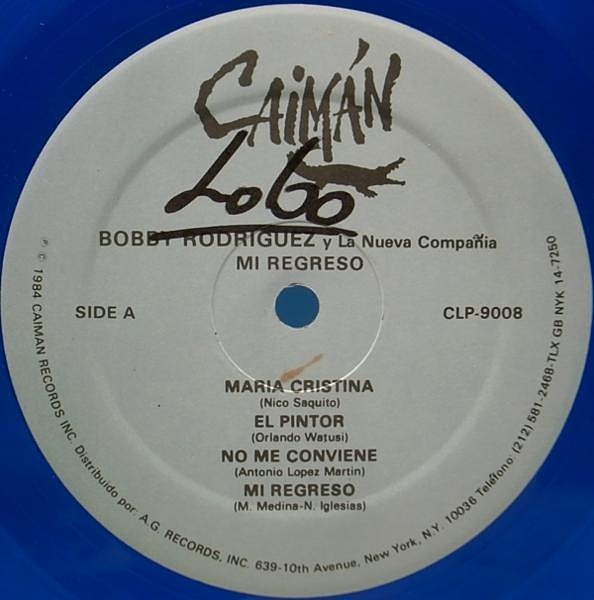 CAIMÁN
Lobo
BOBBY RODRIGUEZ y La Nueva Compañia
MI REGRESO
SIDE A
CLP-9008
MARIA CRISTINA
(Nico Saquito)
EL PINTOR
(Orlando Watusi)
NO ME CONVIENE
(Antonio Lopez Martin)
MI REGRESO
(M. Medina-N. Iglesias)
℗ © 1984 CAIMAN RECORDS INC. Distribuido por: A.G. RECORDS, INC. 639-10th Avenue, New York, N.Y. 10036 Teléfono: (212) 581-2468-TLX GB NYK 14-7250